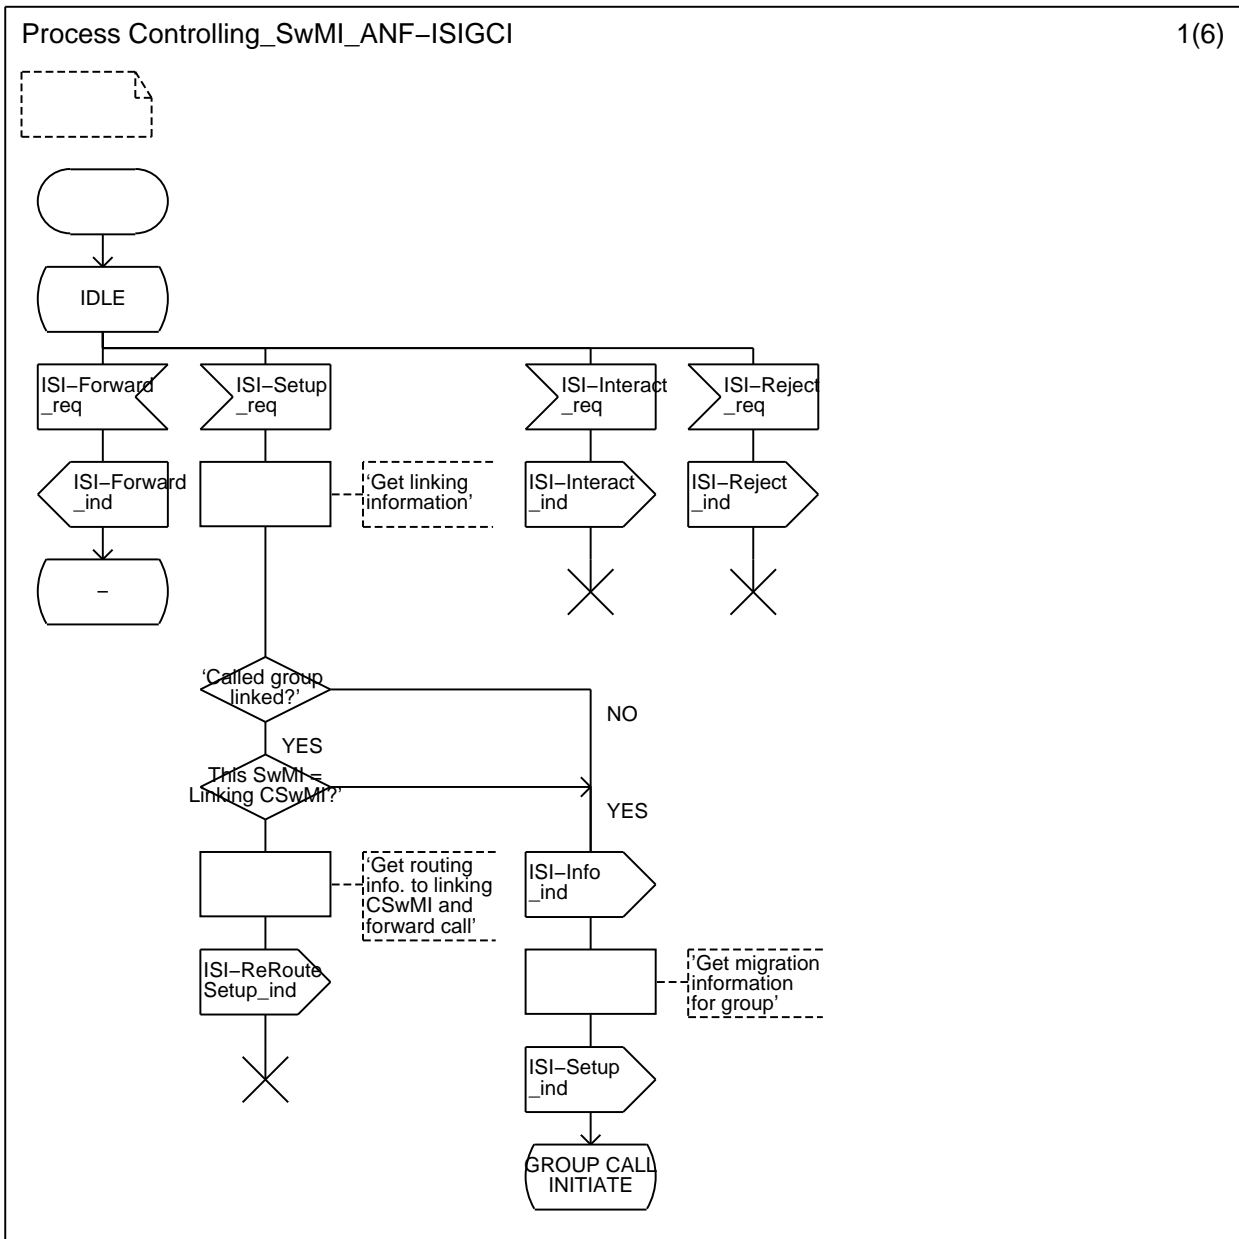 Process Controlling_SwMI_ANF−ISIGCI
1(6)
IDLE
ISI−Forward
_req
ISI−Setup
_req
ISI−Interact
_req
ISI−Reject
_req
ISI−Forward
_ind
‘Get linking
information’
ISI−Interact
_ind
ISI−Reject
_ind
−
‘Called group
linked?’
NO
YES
This SwMI =
Linking CSwMI?’
YES
‘Get routing
info. to linking
CSwMI and
forward call’
ISI−Info
_ind
ISI−ReRoute
Setup_ind
’Get migration
information
for group’
ISI−Setup
_ind
GROUP CALL
INITIATE